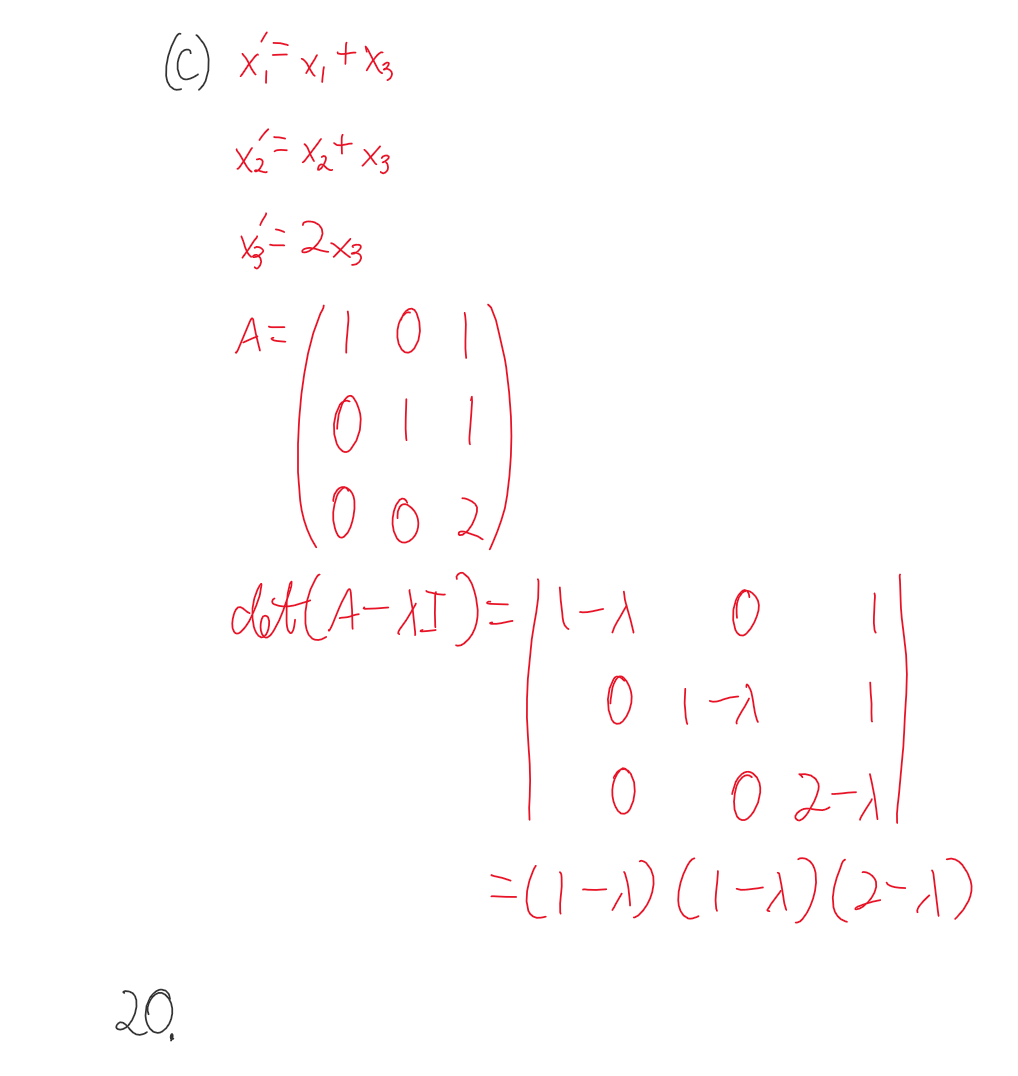 (C) x₁' = x₁ + x₃
x₂' = x₂ + x₃
x₃' = 2x₃
A = (1 0 1
0 1 1
0 0 2)
det(A-λI) = |1-λ 0 1
0 1-λ 1
0 0 2-λ|
=(1-λ)(1-λ)(2-λ)
20.